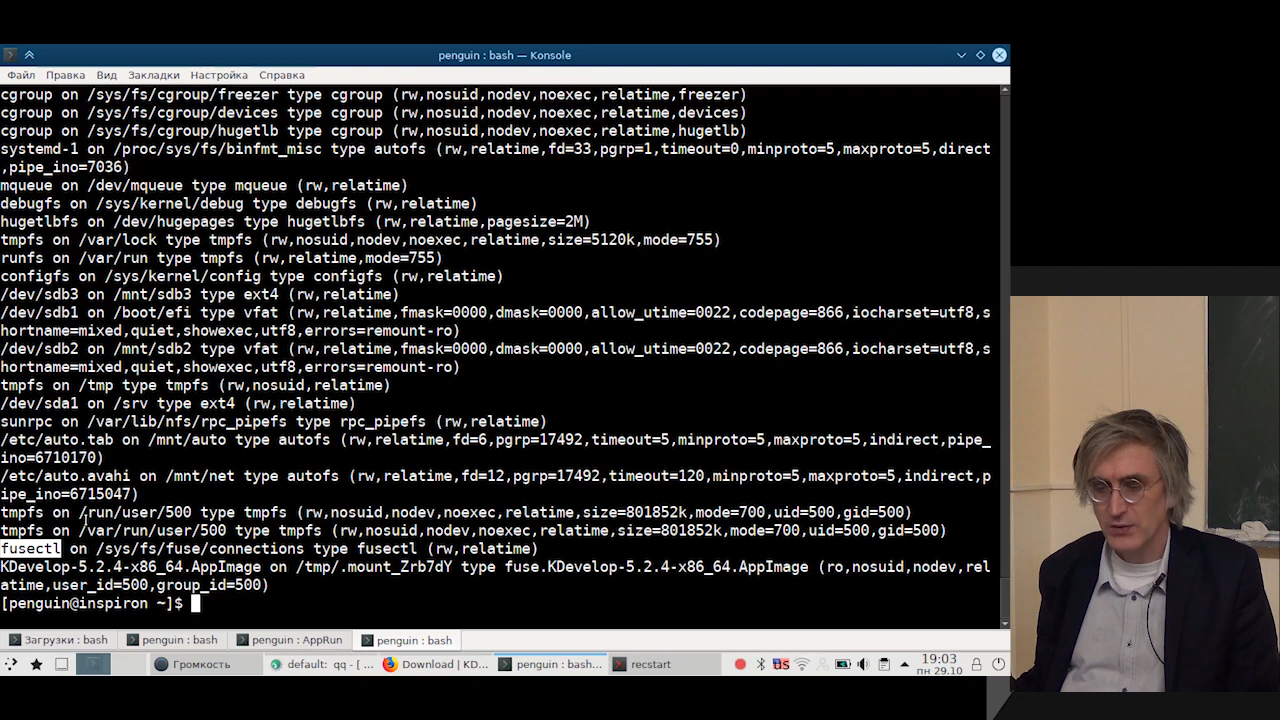 penguin : bash — Konsole
Файл Правка Вид Закладки Настройка Справка
cgroup on /sys/fs/cgroup/freezer type cgroup (rw,nosuid,nodev,noexec,relatime,freezer)
cgroup on /sys/fs/cgroup/devices type cgroup (rw,nosuid,nodev,noexec,relatime,devices)
cgroup on /sys/fs/cgroup/hugetlb type cgroup (rw,nosuid,nodev,noexec,relatime,hugetlb)
systemd-1 on /proc/sys/fs/binfmt_misc type autofs (rw,relatime,fd=33,pgrp=1,timeout=0,minproto=5,maxproto=5,direct
,pipe_ino=7036)
mqueue on /dev/mqueue type mqueue (rw,relatime)
debugfs on /sys/kernel/debug type debugfs (rw,relatime)
hugetlbfs on /dev/hugepages type hugetlbfs (rw,relatime,pagesize=2M)
tmpfs on /var/lock type tmpfs (rw,nosuid,nodev,noexec,relatime,size=5120k,mode=755)
runfs on /var/run type tmpfs (rw,relatime,mode=755)
configfs on /sys/kernel/config type configfs (rw,relatime)
/dev/sdb3 on /mnt/sdb3 type ext4 (rw,relatime)
/dev/sdb1 on /boot/efi type vfat (rw,relatime,fmask=0000,dmask=0000,allow_utime=0022,codepage=866,iocharset=utf8,s
hortname=mixed,quiet,showexec,utf8,errors=remount-ro)
/dev/sdb2 on /mnt/sdb2 type vfat (rw,relatime,fmask=0000,dmask=0000,allow_utime=0022,codepage=866,iocharset=utf8,s
hortname=mixed,quiet,showexec,utf8,errors=remount-ro)
tmpfs on /tmp type tmpfs (rw,nosuid,relatime)
/dev/sda1 on /srv type ext4 (rw,relatime)
sunrpc on /var/lib/nfs/rpc_pipefs type rpc_pipefs (rw,relatime)
/etc/auto.tab on /mnt/auto type autofs (rw,relatime,fd=6,pgrp=17492,timeout=5,minproto=5,maxproto=5,indirect,pipe_
ino=6710170)
/etc/auto.avahi on /mnt/net type autofs (rw,relatime,fd=12,pgrp=17492,timeout=120,minproto=5,maxproto=5,indirect,p
ipe_ino=6715047)
tmpfs on /run/user/500 type tmpfs (rw,nosuid,nodev,noexec,relatime,size=801852k,mode=700,uid=500,gid=500)
tmpfs on /var/run/user/500 type tmpfs (rw,nosuid,nodev,noexec,relatime,size=801852k,mode=700,uid=500,gid=500)
fusectl on /sys/fs/fuse/connections type fusectl (rw,relatime)
KDevelop-5.2.4-x86_64.AppImage on /tmp/.mount_Zrb7dY type fuse.KDevelop-5.2.4-x86_64.AppImage (ro,nosuid,nodev,rel
atime,user_id=500,group_id=500)
[penguin@inspiron ~]$
Загрузки : bash penguin : bash penguin : AppRun penguin : bash
Громкость default: qq - [ ... Download | KD... penguin : bash... recstart US 19:03
пн 29.10